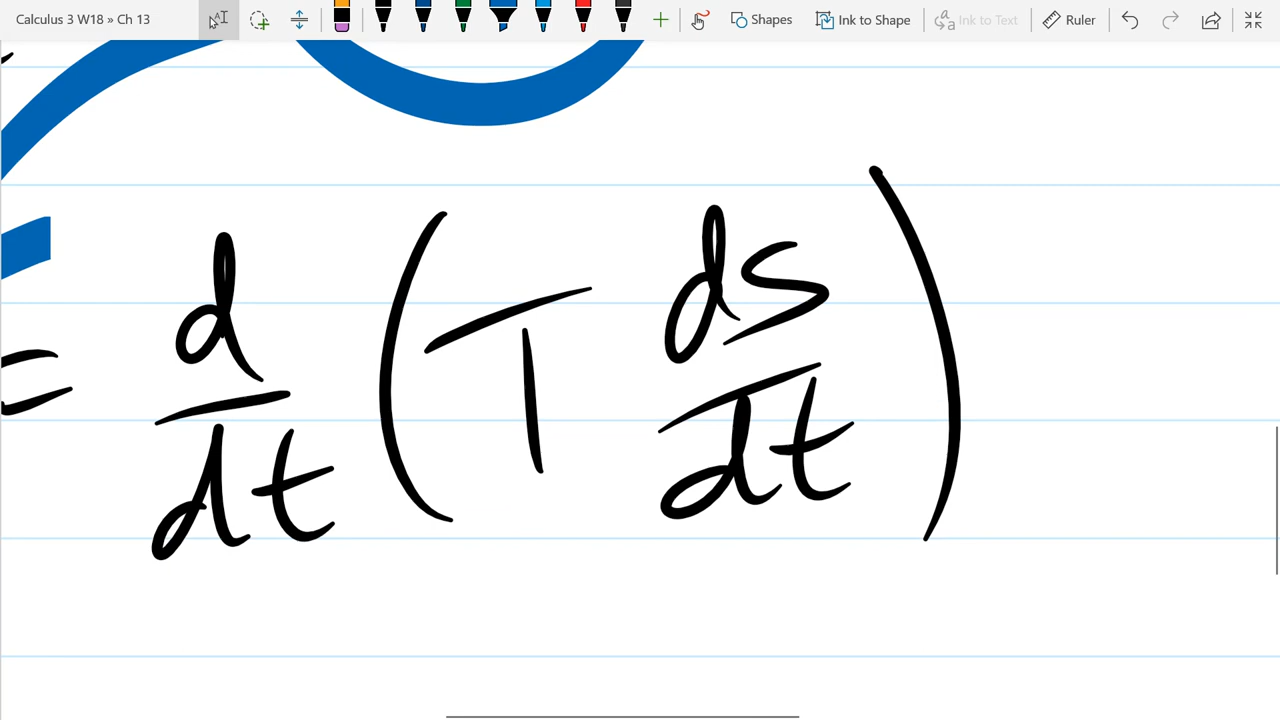 Calculus 3 W18 » Ch 13 Shapes Ink to Shape Ink to Text Ruler
= d/dt ( T ds/dt )